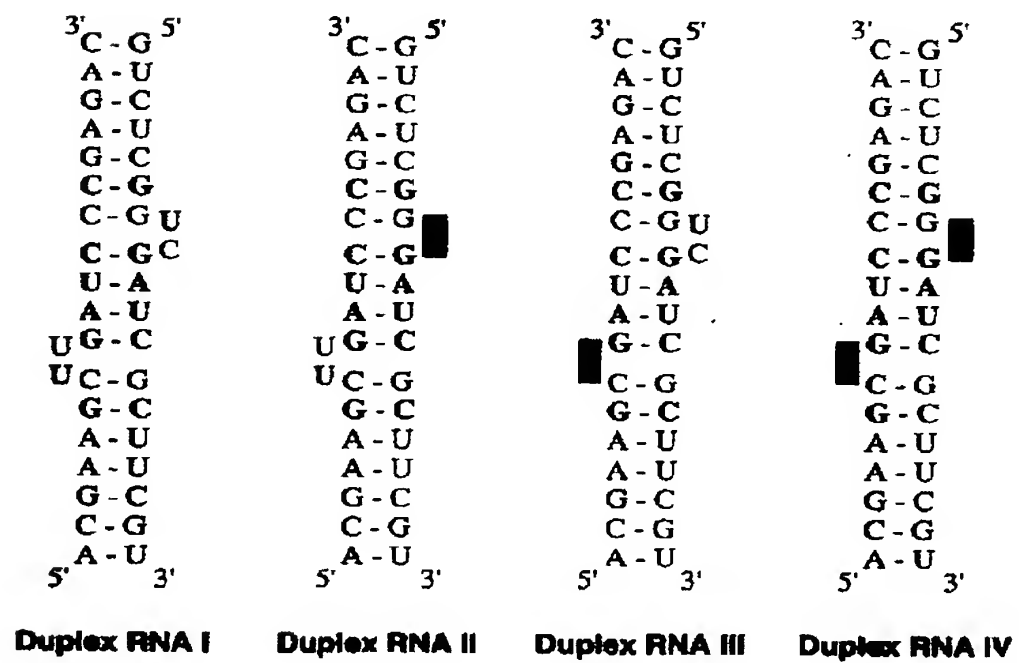 3' 5' 3' 5' 3' 5' 3' 5'
C - G C - G C - G C - G
A - U A - U A - U A - U
G - C G - C G - C G - C
A - U A - U A - U A - U
G - C G - C G - C G - C
C - G C - G C - G C - G
C - G U C - G C - G U C - G
C - G C C - G C - G C C - G
U - A U - A U - A U - A
A - U A - U A - U A - U
U G - C U G - C G - C G - C
U C - G U C - G C - G C - G
G - C G - C G - C G - C
A - U A - U A - U A - U
A - U A - U A - U A - U
G - C G - C G - C G - C
C - G C - G C - G C - G
A - U A - U A - U A - U
5' 3' 5' 3' 5' 3' 5' 3'
Duplex RNA I Duplex RNA II Duplex RNA III Duplex RNA IV